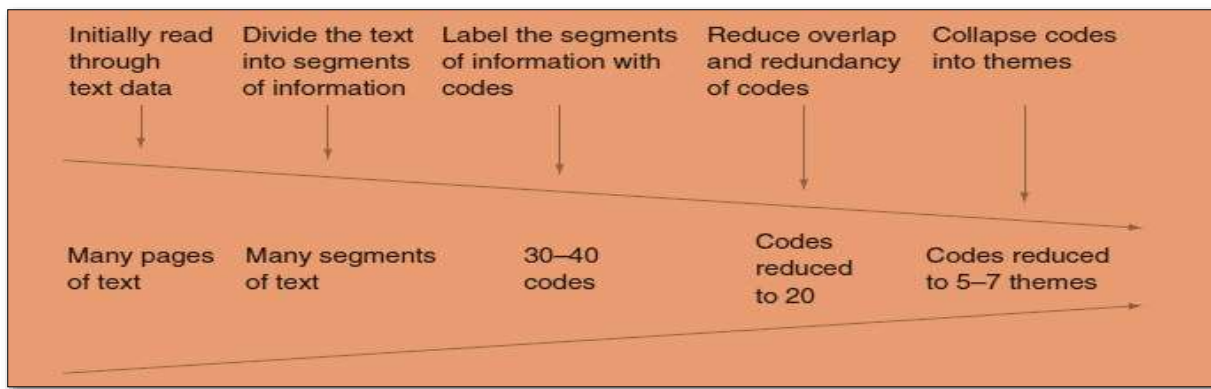 Initially read
through
text data
Divide the text
into segments
of information
Label the segments
of information with
codes
Reduce overlap
and redundancy
of codes
Collapse codes
into themes
Many pages
of text
Many segments
of text
30–40
codes
Codes
reduced
to 20
Codes reduced
to 5–7 themes